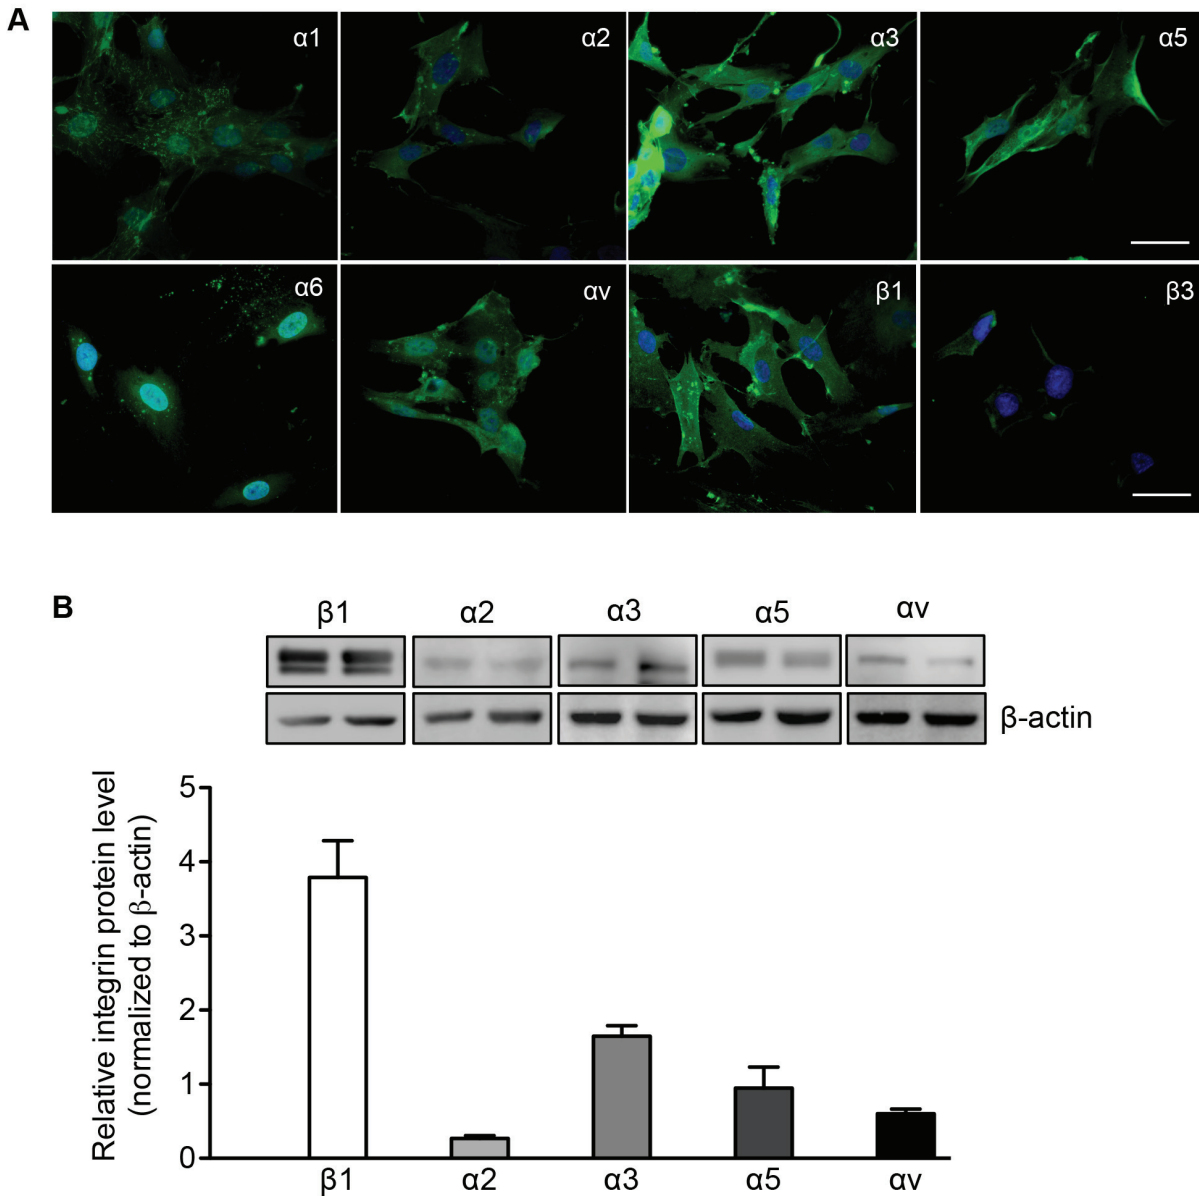 A
α1 α2 α3 α5
α6 αv β1 β3
B
β1 α2 α3 α5 αv
β-actin
Relative integrin protein level
(normalized to β-actin)
5
4
3
2
1
0
β1 α2 α3 α5 αv